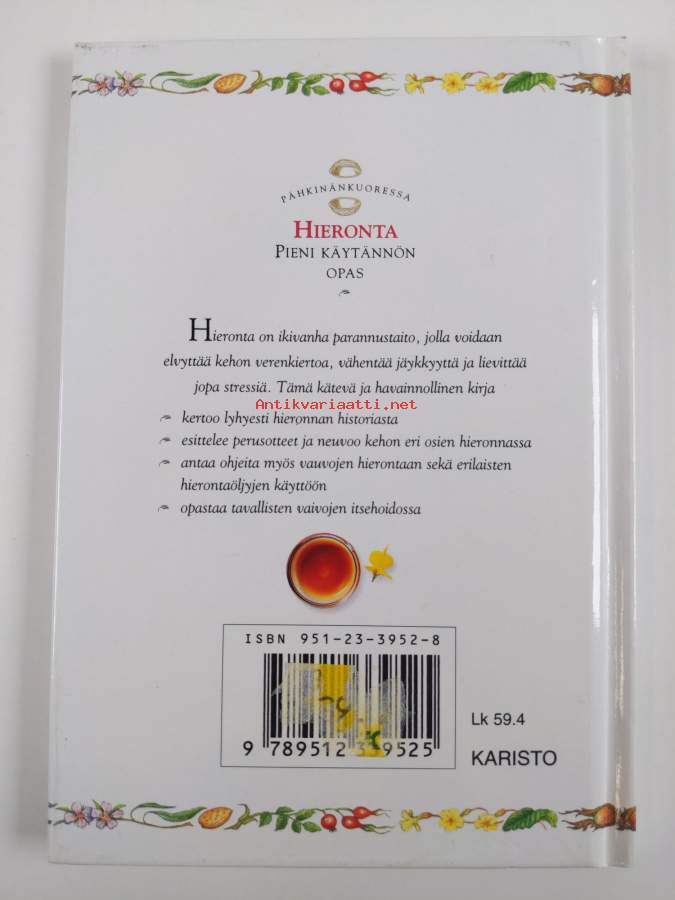 PÄHKINÄNKUORESSA
HIERONTA
PIENI KÄYTÄNNÖN
OPAS
Hieronta on ikivanha parannustaito, jolla voidaan
elvyttää kehon verenkiertoa, vähentää jäykkyyttä ja lievittää
jopa stressiä. Tämä kätevä ja havainnollinen kirja
Antikvariaatti.net
kertoo lyhyesti hieronnan historiasta
esittelee perusotteet ja neuvoo kehon eri osien hieronnassa
antaa ohjeita myös vauvojen hierontaan sekä erilaisten
hierontaöljyjen käyttöön
opastaa tavallisten vaivojen itsehoidossa
ISBN 951-23-3952-8
Lk 59.4
9 789512 339525
KARISTO